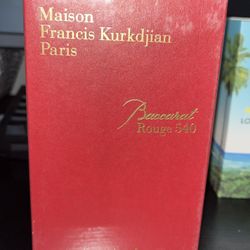 Maison
Francis Kurkdjian
Paris
Baccarat
Rouge 540